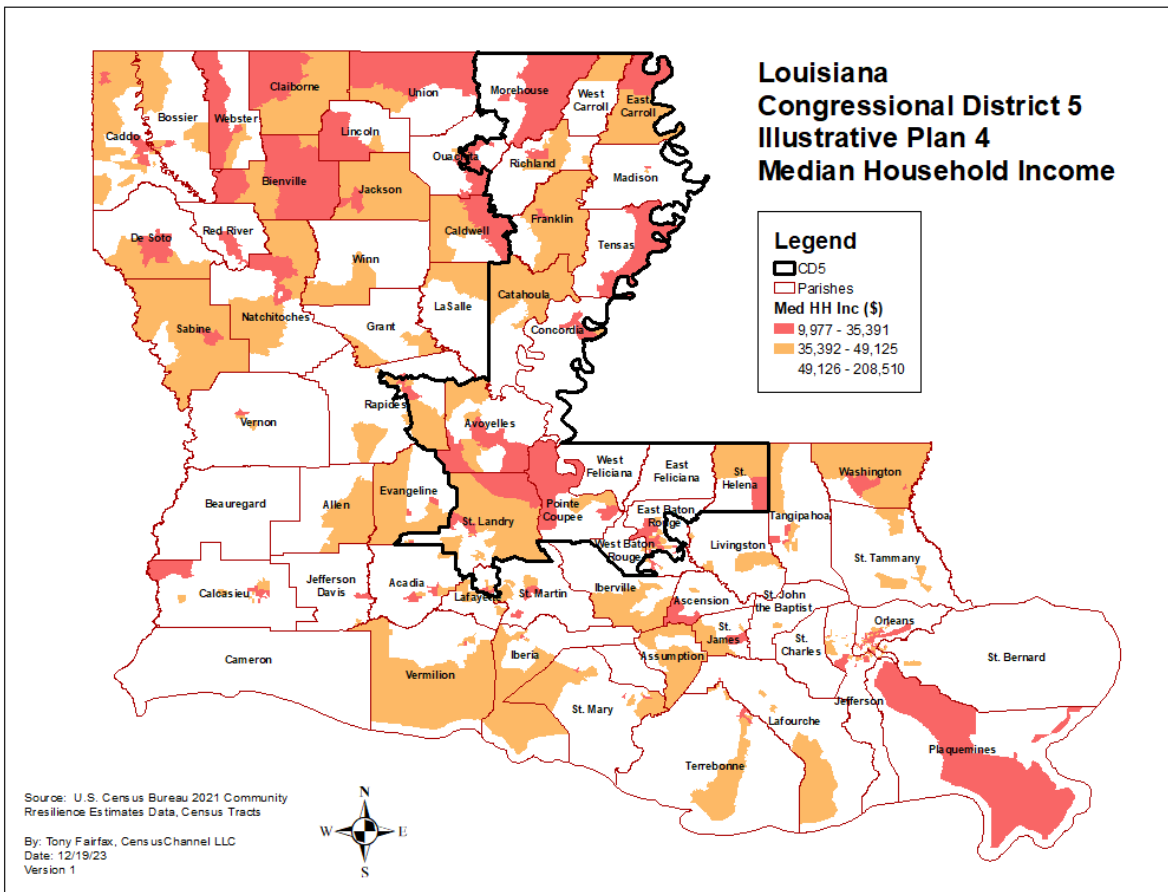 Louisiana
Congressional District 5
Illustrative Plan 4
Median Household Income
Legend
CD5
Parishes
Med HH Inc ($)
9,977 - 35,391
35,392 - 49,125
49,126 - 208,510
Claiborne
Union
Morehouse
West
Carroll
East
Carroll
Bossier
Webster
Lincoln
Caddo
Ouachita
Richland
Madison
Bienville
Jackson
Franklin
De Soto
Red River
Caldwell
Tensas
Winn
Catahoula
LaSalle
Natchitoches
Sabine
Grant
Concordia
Rapides
Vernon
Avoyelles
West
Feliciana
East
Feliciana
St.
Helena
Washington
Beauregard
Allen
Evangeline
Pointe
Coupee
East Baton
Rouge
Tangipahoa
St. Landry
West Baton
Rouge
Livingston
St. Tammany
Calcasieu
Jefferson
Davis
Acadia
Lafayette
St. Martin
Iberville
Ascension
St. John
the Baptist
Orleans
St.
James
St.
Charles
St. Bernard
Cameron
Vermilion
Iberia
Assumption
St. Mary
Jefferson
Lafourche
Plaquemines
Terrebonne
Source: U.S. Census Bureau 2021 Community
Rresilience Estimates Data, Census Tracts
By: Tony Fairfax, CensusChannel LLC
Date: 12/19/23
Version 1
N
W
E
S